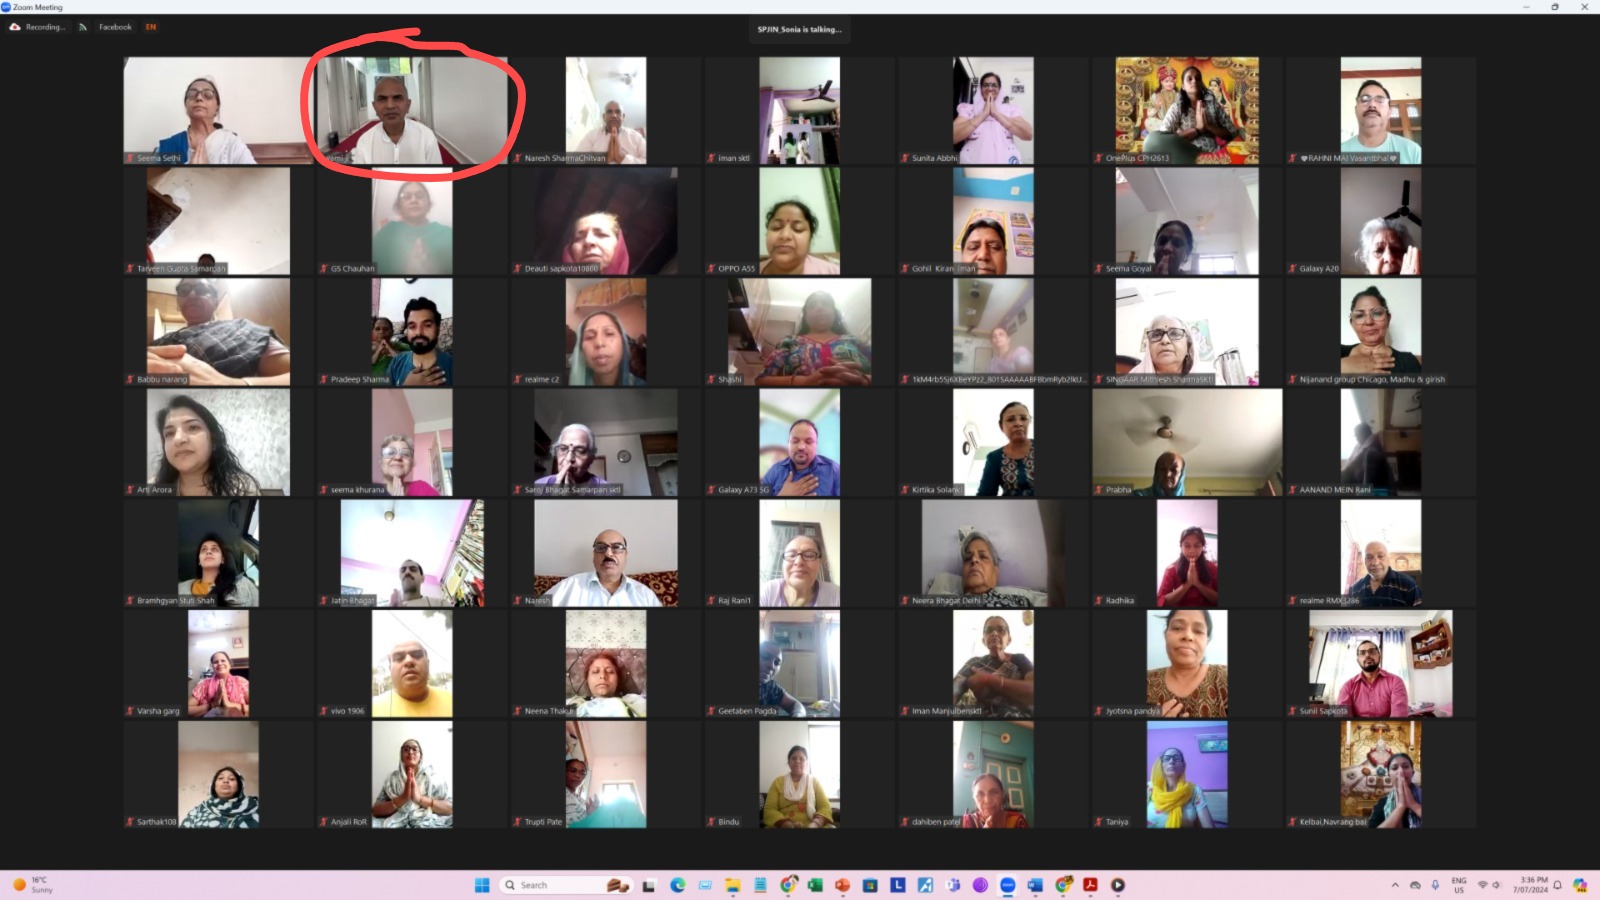 Zoom Meeting
Recording...
Facebook
EN
SPJIN_Sonia is talking...
Seema Sethi
Naresh SharmaChitvan
iman sktl
Sunita Abbhi
OnePlus CPH2613
RAHNI MAI Vasantbhai
Tarveen Gupta Samarpan
GS Chauhan
Deauti sapkota10800
OPPO A55
Gohil Kiran iman
Seema Goyal
Galaxy A20
Babbu narang
Pradeep Sharma
realme c2
Shashi
SINGAAR Mithlesh SharmaSKtl
Nijanand group Chicago, Madhu & girish
Arti Arora
seema khurana
Saroj Bhagat Samarpan sktl
Galaxy A73 5G
Kirtika Solanki
Prabha
AANAND MEIN Rani
Bramhgyan Stuti Shah
Jatin Bhagat
Naresh
Raj Rani1
Neera Bhagat Delhi
Radhika
realme RMX3286
Varsha garg
vivo 1906
Neena Thakur
Geetaben Pagda
Iman Manjulbensktl
Jyotsna pandya
Sunil Sapkota
Sarthak108
Anjali RoR
Trupti Pate
Bindu
dahiben patel
Taniya
Kelbai,Navrang bai
16°C
Sunny
Search
ENG
US
3:36 PM
7/07/2024